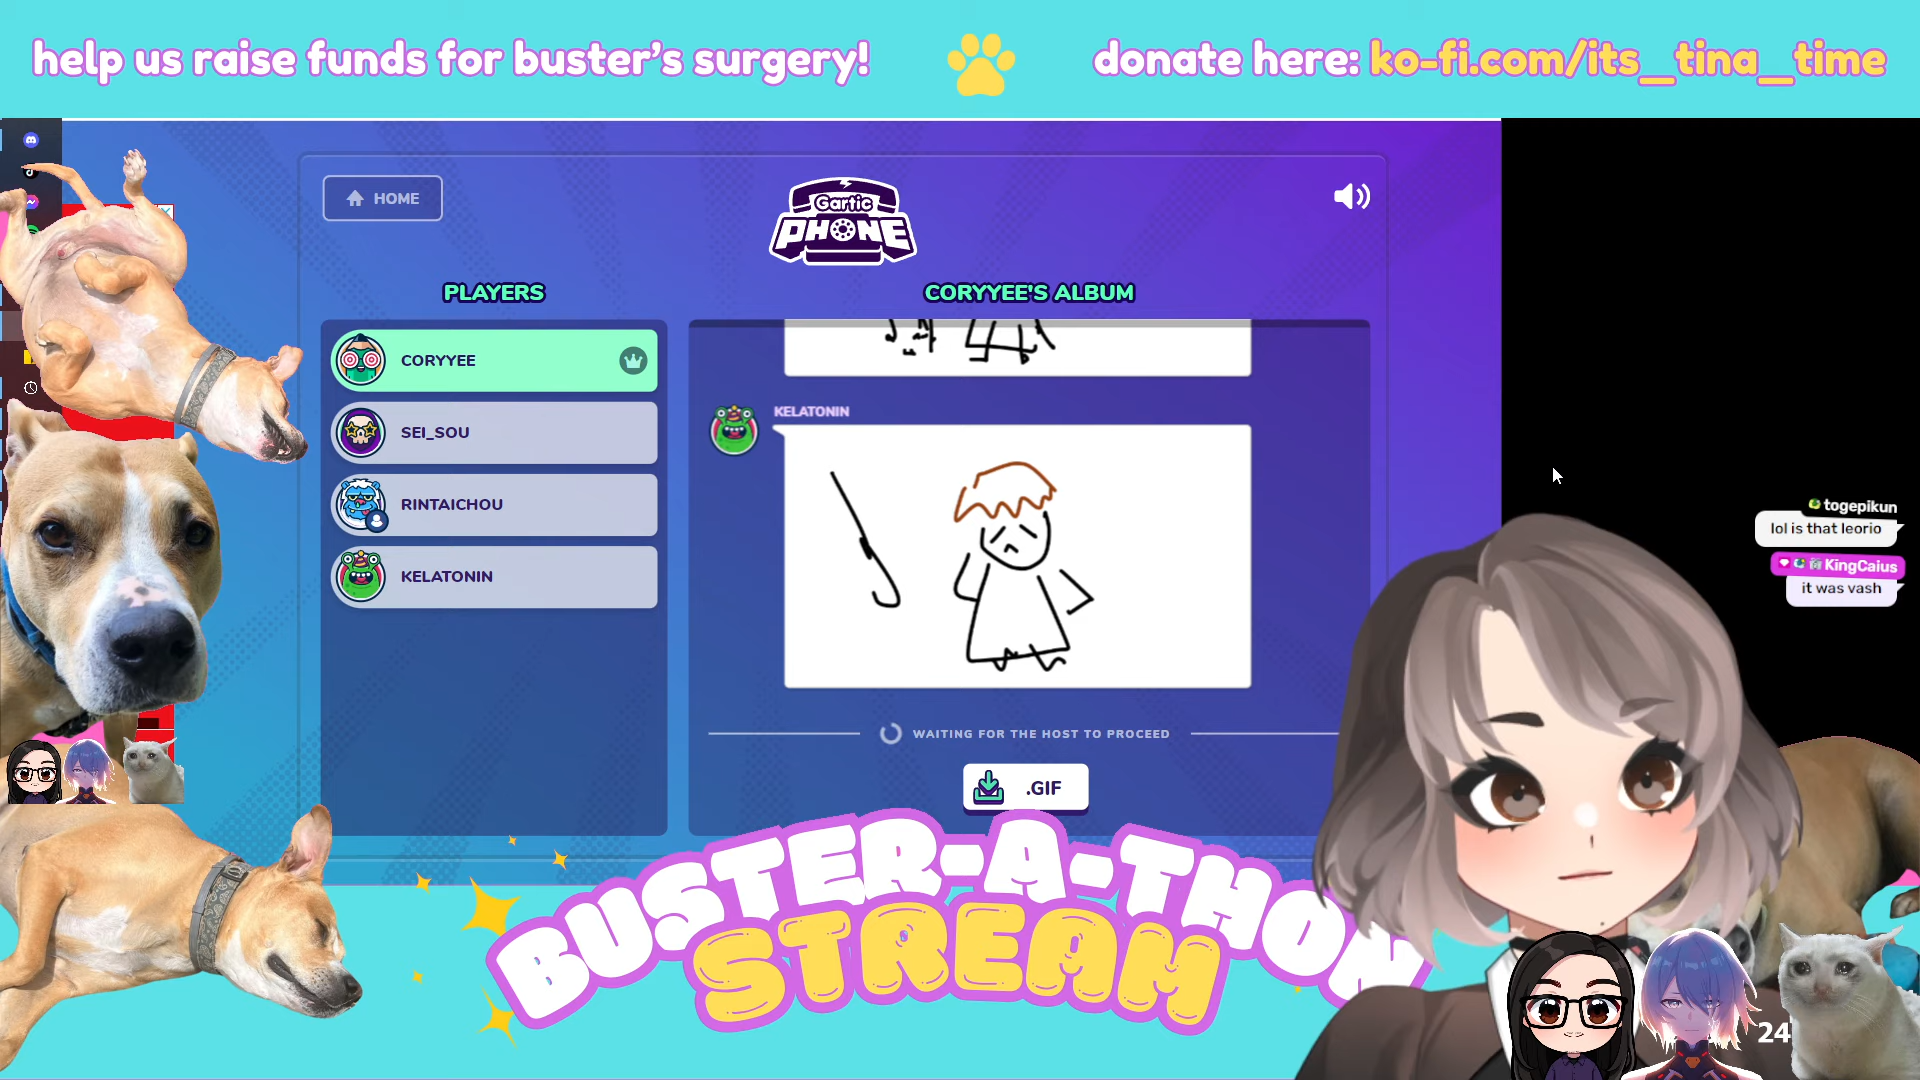 help us raise funds for buster's surgery!
donate here: ko-fi.com/its_tina_time
HOME
Gartic
PHONE
PLAYERS
CORYYEE'S ALBUM
CORYYEE
SEI_SOU
RINTAICHOU
KELATONIN
KELATONIN
WAITING FOR THE HOST TO PROCEED
.GIF
togepikun
lol is that leorio
KingCaius
it was vash
BUSTER-A-THON
STREAM
24